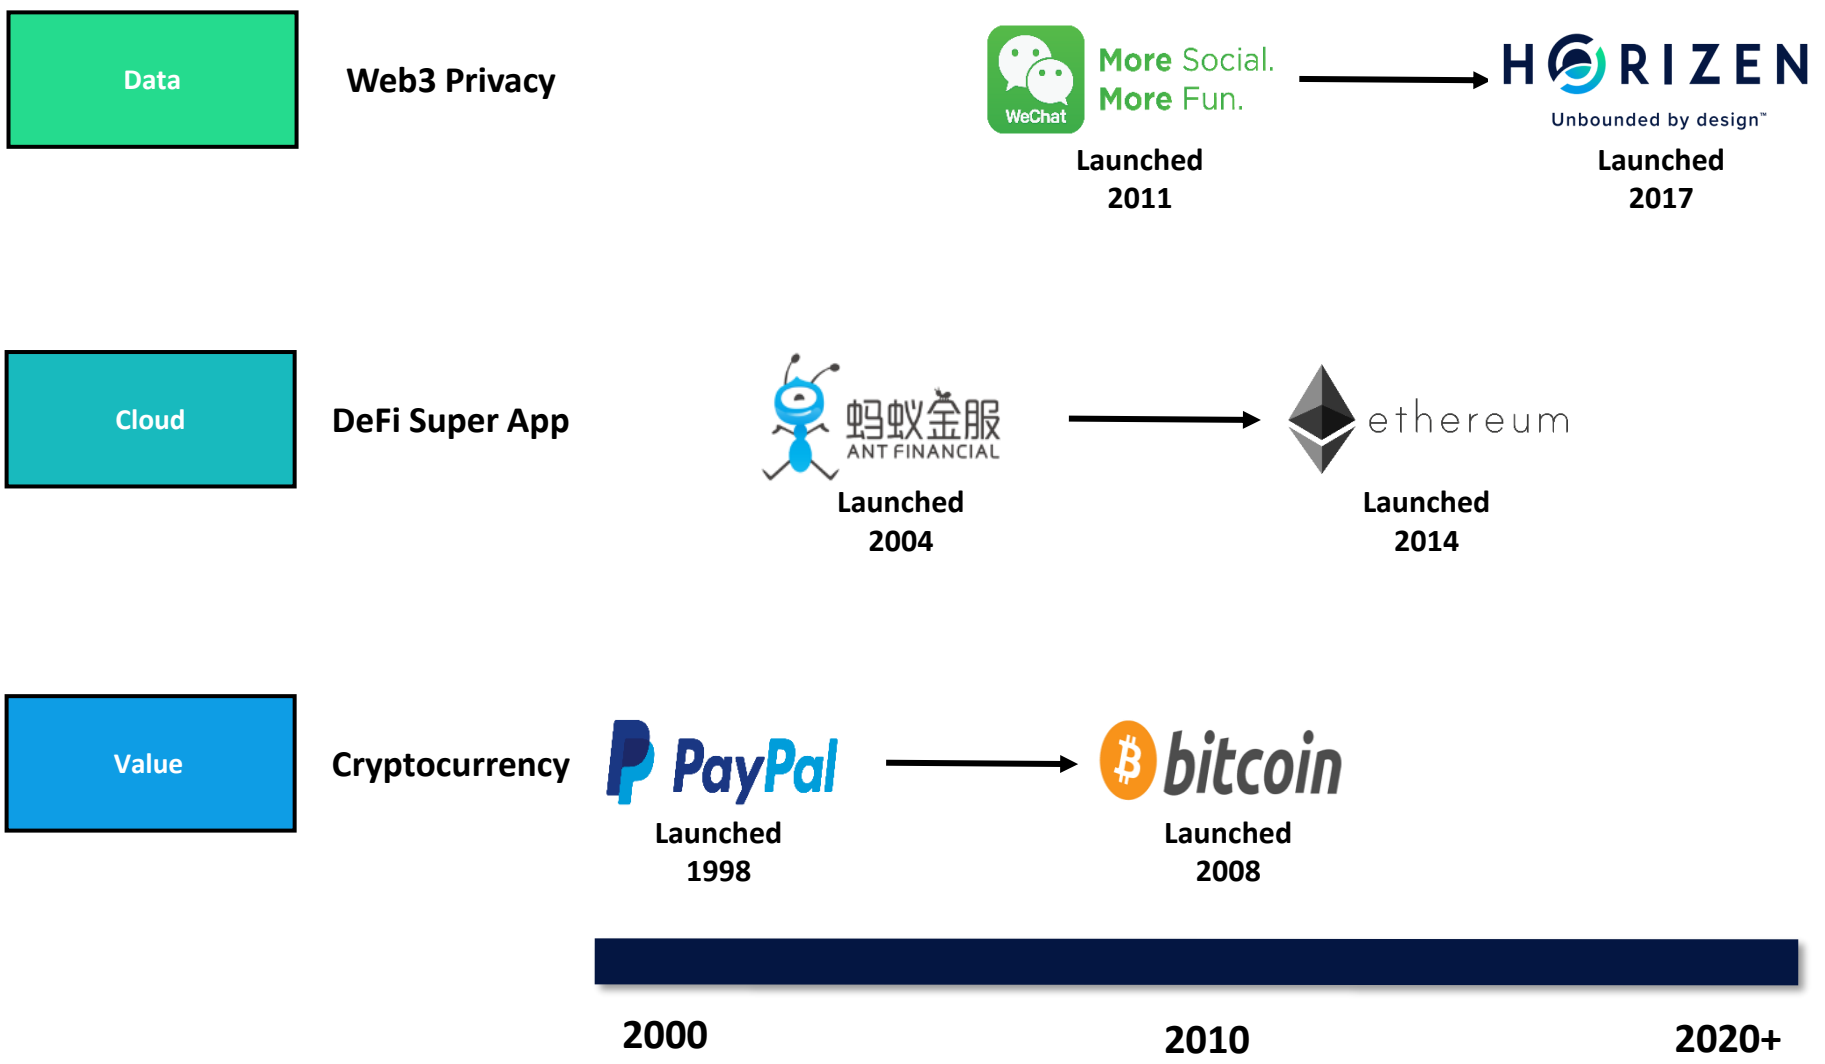 Data
Web3 Privacy
WeChat
More Social.
More Fun.
Launched
2011
HORIZEN
Unbounded by design™
Launched
2017
Cloud
DeFi Super App
蚂蚁金服
ANT FINANCIAL
Launched
2004
ethereum
Launched
2014
Value
Cryptocurrency
PayPal
Launched
1998
bitcoin
Launched
2008
2000
2010
2020+